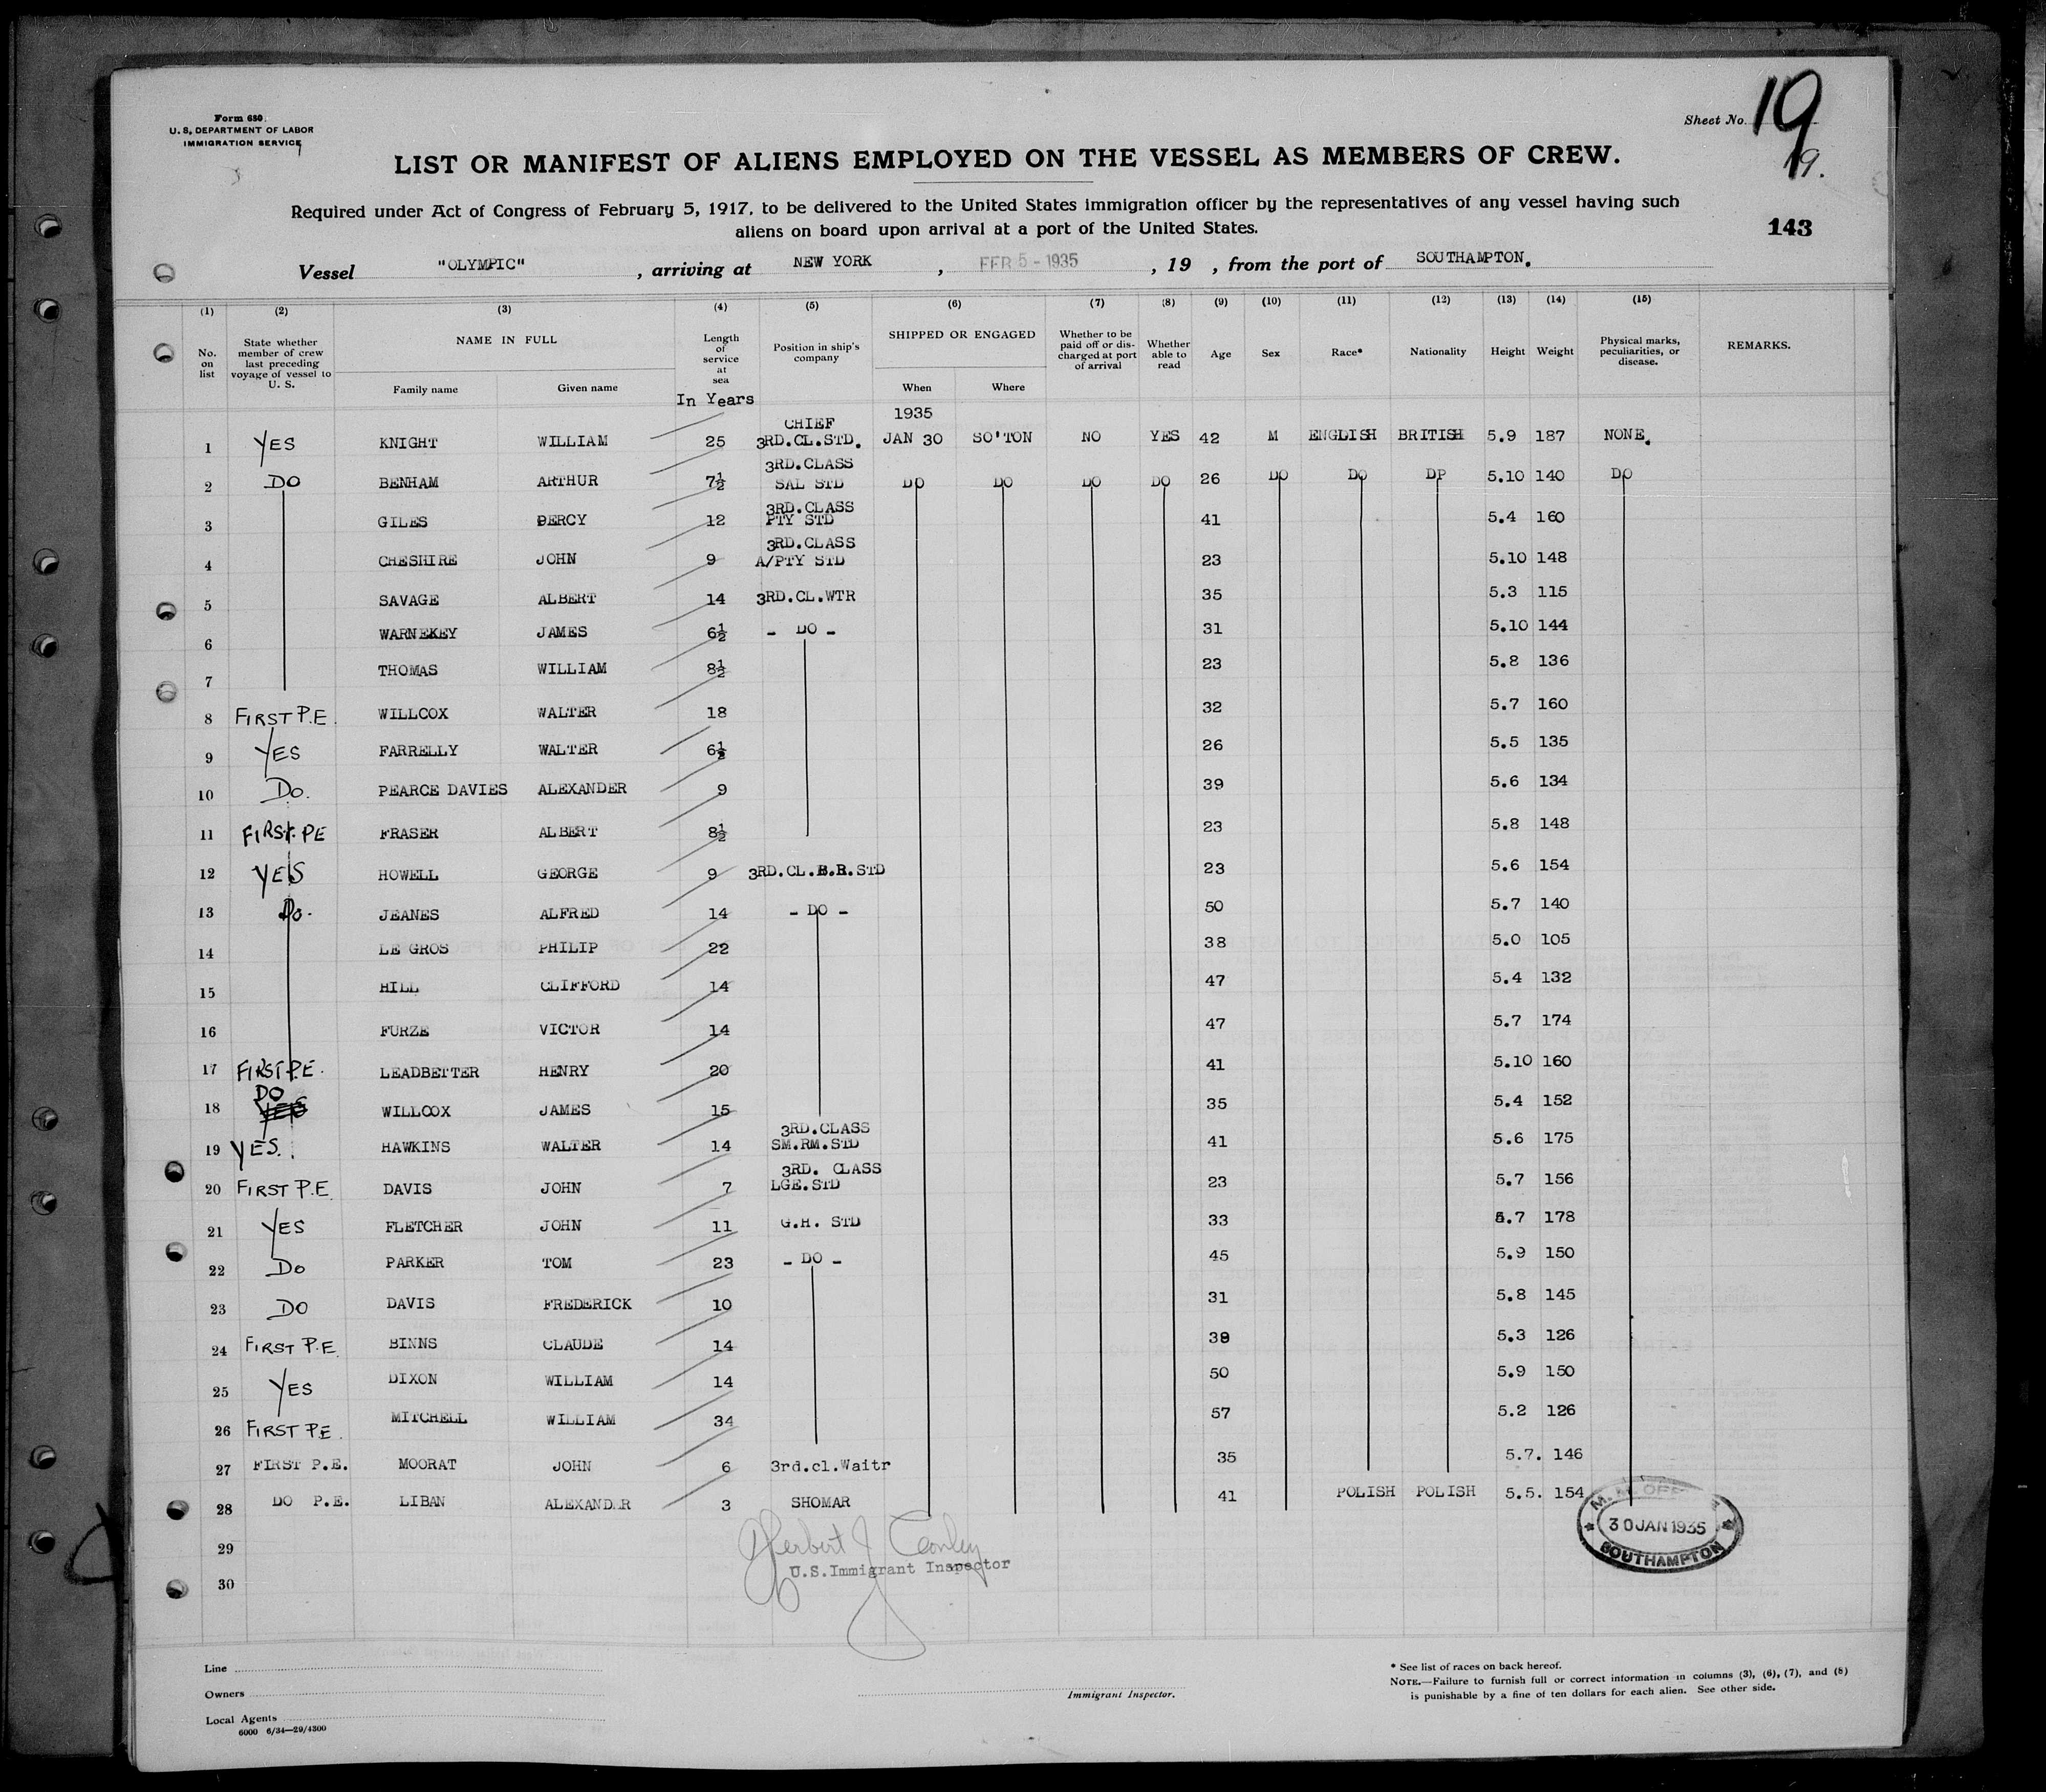 Form 680.
U. S. DEPARTMENT OF LABOR
IMMIGRATION SERVICE
Sheet No. 19
19.
LIST OR MANIFEST OF ALIENS EMPLOYED ON THE VESSEL AS MEMBERS OF CREW.
Required under Act of Congress of February 5, 1917, to be delivered to the United States immigration officer by the representatives of any vessel having such
aliens on board upon arrival at a port of the United States.
143
Vessel "OLYMPIC" , arriving at NEW YORK , FEB 5 - 1935 , 19 , from the port of SOUTHAMPTON.
(1) (2) (3) (4) (5) (6) (7) (8) (9) (10) (11) (12) (13) (14) (15)
No. on list
State whether member of crew last preceding voyage of vessel to U. S.
NAME IN FULL
Family name Given name
Length of service at sea
In Years
Position in ship's company
SHIPPED OR ENGAGED
When Where
Whether to be paid off or discharged at port of arrival
Whether able to read
Age Sex Race* Nationality Height Weight
Physical marks, peculiarities, or disease.
REMARKS.
1935
1 YES KNIGHT WILLIAM 25 CHIEF 3RD.CL.STD. JAN 30 SO'TON NO YES 42 M ENGLISH BRITISH 5.9 187 NONE.
2 DO BENHAM ARTHUR 7½ 3RD.CLASS SAL STD DO DO DO DO 26 DO DO DP 5.10 140 DO
3 GILES PERCY 12 3RD.CLASS PTY STD 41 5.4 160
4 CHESHIRE JOHN 9 3RD.CLASS A/PTY STD 23 5.10 148
5 SAVAGE ALBERT 14 3RD.CL.WTR 35 5.3 115
6 WARNEKEY JAMES 6½ - DO - 31 5.10 144
7 THOMAS WILLIAM 8½ 23 5.8 136
8 FIRST P.E. WILLCOX WALTER 18 32 5.7 160
9 YES FARRELLY WALTER 6½ 26 5.5 135
10 Do. PEARCE DAVIES ALEXANDER 9 39 5.6 134
11 FIRST PE FRASER ALBERT 8½ 23 5.8 148
12 YES HOWELL GEORGE 9 3RD.CL.B.R.STD 23 5.6 154
13 Do. JEANES ALFRED 14 - DO - 50 5.7 140
14 LE GROS PHILIP 22 38 5.0 105
15 HILL CLIFFORD 14 47 5.4 132
16 FURZE VICTOR 14 47 5.7 174
17 FIRST P.E. LEADBETTER HENRY 20 41 5.10 160
18 DO YES WILLCOX JAMES 15 35 5.4 152
19 YES. HAWKINS WALTER 14 3RD.CLASS SM.RM.STD 41 5.6 175
20 FIRST P.E. DAVIS JOHN 7 3RD. CLASS LGE.STD 23 5.7 156
21 YES FLETCHER JOHN 11 G.H. STD 33 5.7 178
22 Do PARKER TOM 23 - DO - 45 5.9 150
23 DO DAVIS FREDERICK 10 31 5.8 145
24 FIRST P.E. BINNS CLAUDE 14 39 5.3 126
25 YES DIXON WILLIAM 14 50 5.9 150
26 FIRST P.E. MITCHELL WILLIAM 34 57 5.2 126
27 FIRST P.E. MOORAT JOHN 6 3rd.cl.Waitr 35 5.7. 146
28 DO P.E. LIBAN ALEXANDER 3 SHOMAR 41 POLISH POLISH 5.5. 154
29
30
Herbert J Conley
U.S.Immigrant Inspector
30 JAN 1935
SOUTHAMPTON
Line
Owners
Local Agents
6000 6/34—29/4300
Immigrant Inspector.
* See list of races on back hereof.
NOTE.—Failure to furnish full or correct information in columns (3), (6), (7), and (8)
is punishable by a fine of ten dollars for each alien. See other side.